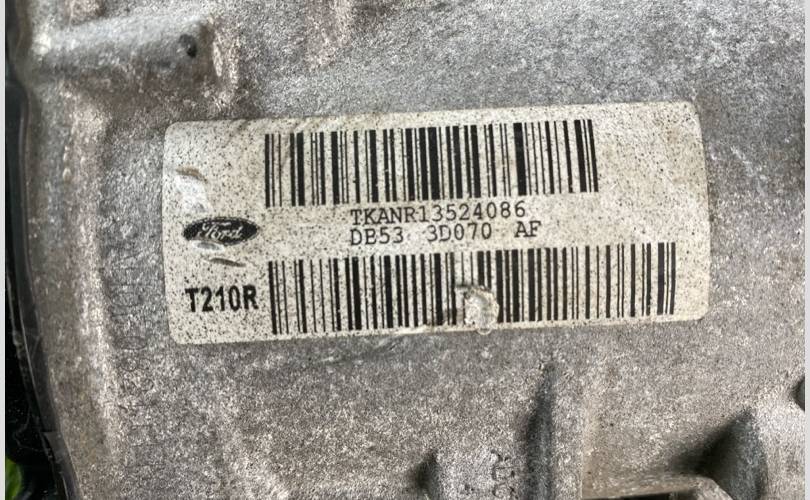 TKANR13524086
Ford
DB53 3D070 AF
T210R